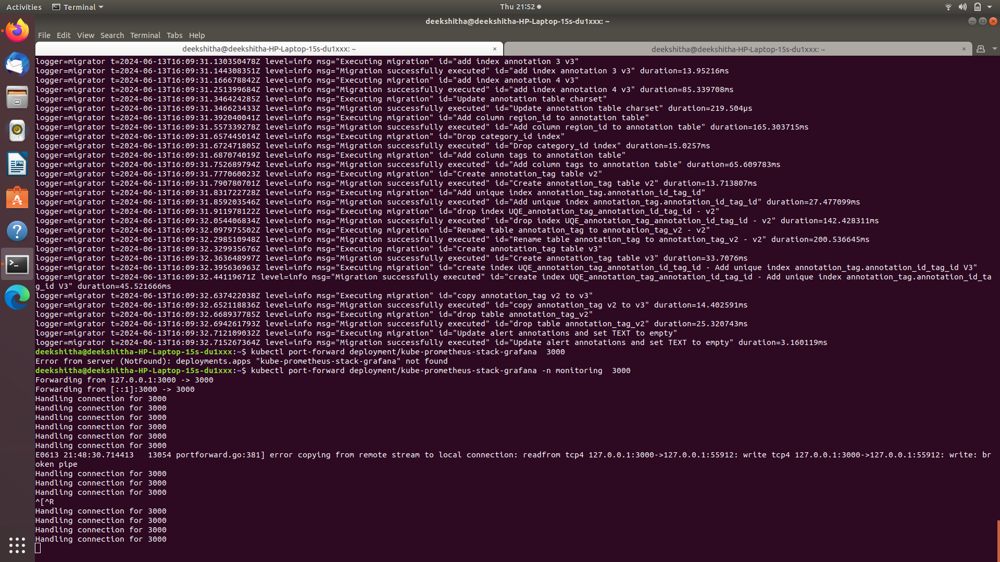 Activities
Terminal
Thu 21:52
deekshitha@deekshitha-HP-Laptop-15s-du1xxx: ~
File Edit View Search Terminal Tabs Help
deekshitha@deekshitha-HP-Laptop-15s-du1xxx: ~ ×
deekshitha@deekshitha-HP-Laptop-15s-du1xxx: ~ ×
logger=migrator t=2024-06-13T16:09:31.130350478Z level=info msg="Executing migration" id="add index annotation 3 v3"
logger=migrator t=2024-06-13T16:09:31.144308351Z level=info msg="Migration successfully executed" id="add index annotation 3 v3" duration=13.95216ms
logger=migrator t=2024-06-13T16:09:31.166678842Z level=info msg="Executing migration" id="add index annotation 4 v3"
logger=migrator t=2024-06-13T16:09:31.251399684Z level=info msg="Migration successfully executed" id="add index annotation 4 v3" duration=85.339708ms
logger=migrator t=2024-06-13T16:09:31.346424285Z level=info msg="Executing migration" id="Update annotation table charset"
logger=migrator t=2024-06-13T16:09:31.346623433Z level=info msg="Migration successfully executed" id="Update annotation table charset" duration=219.504µs
logger=migrator t=2024-06-13T16:09:31.392040041Z level=info msg="Executing migration" id="Add column region_id to annotation table"
logger=migrator t=2024-06-13T16:09:31.557339278Z level=info msg="Migration successfully executed" id="Add column region_id to annotation table" duration=165.303715ms
logger=migrator t=2024-06-13T16:09:31.657445014Z level=info msg="Executing migration" id="Drop category_id index"
logger=migrator t=2024-06-13T16:09:31.672471805Z level=info msg="Migration successfully executed" id="Drop category_id index" duration=15.0257ms
logger=migrator t=2024-06-13T16:09:31.687074019Z level=info msg="Executing migration" id="Add column tags to annotation table"
logger=migrator t=2024-06-13T16:09:31.752689794Z level=info msg="Migration successfully executed" id="Add column tags to annotation table" duration=65.609783ms
logger=migrator t=2024-06-13T16:09:31.777060023Z level=info msg="Executing migration" id="Create annotation_tag table v2"
logger=migrator t=2024-06-13T16:09:31.790780701Z level=info msg="Migration successfully executed" id="Create annotation_tag table v2" duration=13.713807ms
logger=migrator t=2024-06-13T16:09:31.831722728Z level=info msg="Executing migration" id="Add unique index annotation_tag.annotation_id_tag_id"
logger=migrator t=2024-06-13T16:09:31.859203546Z level=info msg="Migration successfully executed" id="Add unique index annotation_tag.annotation_id_tag_id" duration=27.477099ms
logger=migrator t=2024-06-13T16:09:31.911978122Z level=info msg="Executing migration" id="drop index UQE_annotation_tag_annotation_id_tag_id - v2"
logger=migrator t=2024-06-13T16:09:32.054406834Z level=info msg="Migration successfully executed" id="drop index UQE_annotation_tag_annotation_id_tag_id - v2" duration=142.428311ms
logger=migrator t=2024-06-13T16:09:32.097975502Z level=info msg="Executing migration" id="Rename table annotation_tag to annotation_tag_v2 - v2"
logger=migrator t=2024-06-13T16:09:32.298510948Z level=info msg="Migration successfully executed" id="Rename table annotation_tag to annotation_tag_v2 - v2" duration=200.536645ms
logger=migrator t=2024-06-13T16:09:32.329935676Z level=info msg="Executing migration" id="Create annotation_tag table v3"
logger=migrator t=2024-06-13T16:09:32.363648997Z level=info msg="Migration successfully executed" id="Create annotation_tag table v3" duration=33.7076ms
logger=migrator t=2024-06-13T16:09:32.395636963Z level=info msg="Executing migration" id="create index UQE_annotation_tag_annotation_id_tag_id - Add unique index annotation_tag.annotation_id_tag_id V3"
logger=migrator t=2024-06-13T16:09:32.44119671Z level=info msg="Migration successfully executed" id="create index UQE_annotation_tag_annotation_id_tag_id - Add unique index annotation_tag.annotation_id_ta
g_id V3" duration=45.521666ms
logger=migrator t=2024-06-13T16:09:32.637422038Z level=info msg="Executing migration" id="copy annotation_tag v2 to v3"
logger=migrator t=2024-06-13T16:09:32.652118836Z level=info msg="Migration successfully executed" id="copy annotation_tag v2 to v3" duration=14.402591ms
logger=migrator t=2024-06-13T16:09:32.668937785Z level=info msg="Executing migration" id="drop table annotation_tag_v2"
logger=migrator t=2024-06-13T16:09:32.694261793Z level=info msg="Migration successfully executed" id="drop table annotation_tag_v2" duration=25.320743ms
logger=migrator t=2024-06-13T16:09:32.712109032Z level=info msg="Executing migration" id="Update alert annotations and set TEXT to empty"
logger=migrator t=2024-06-13T16:09:32.715267364Z level=info msg="Migration successfully executed" id="Update alert annotations and set TEXT to empty" duration=3.160119ms
deekshitha@deekshitha-HP-Laptop-15s-du1xxx:~$ kubectl port-forward deployment/kube-prometheus-stack-grafana  3000
Error from server (NotFound): deployments.apps "kube-prometheus-stack-grafana" not found
deekshitha@deekshitha-HP-Laptop-15s-du1xxx:~$ kubectl port-forward deployment/kube-prometheus-stack-grafana -n monitoring  3000
Forwarding from 127.0.0.1:3000 -> 3000
Forwarding from [::1]:3000 -> 3000
Handling connection for 3000
Handling connection for 3000
Handling connection for 3000
Handling connection for 3000
Handling connection for 3000
Handling connection for 3000
E0613 21:48:30.714413   13054 portforward.go:381] error copying from remote stream to local connection: readfrom tcp4 127.0.0.1:3000->127.0.0.1:55912: write tcp4 127.0.0.1:3000->127.0.0.1:55912: write: br
oken pipe
Handling connection for 3000
Handling connection for 3000
Handling connection for 3000
^[^R
Handling connection for 3000
Handling connection for 3000
Handling connection for 3000
Handling connection for 3000